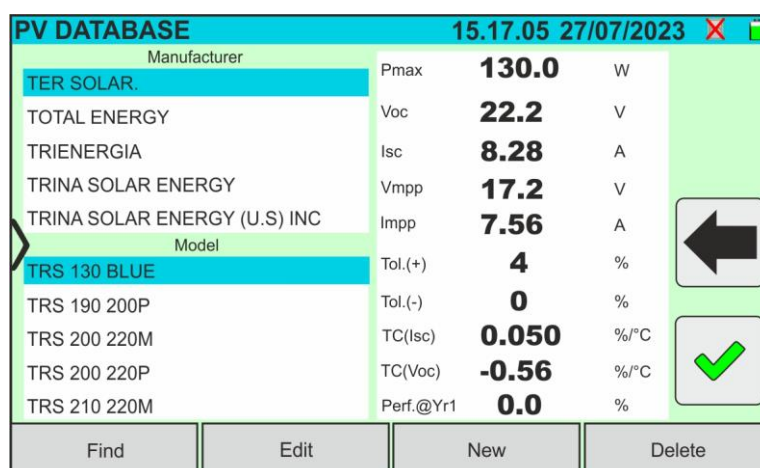 PV DATABASE 15.17.05 27/07/2023
Manufacturer
TER SOLAR.
TOTAL ENERGY
TRIENERGIA
TRINA SOLAR ENERGY
TRINA SOLAR ENERGY (U.S) INC
Model
TRS 130 BLUE
TRS 190 200P
TRS 200 220M
TRS 200 220P
TRS 210 220M
Pmax 130.0 W
Voc 22.2 V
Isc 8.28 A
Vmpp 17.2 V
Impp 7.56 A
Tol.(+) 4 %
Tol.(-) 0 %
TC(Isc) 0.050 %/°C
TC(Voc) -0.56 %/°C
Perf.@Yr1 0.0 %
Find Edit New Delete